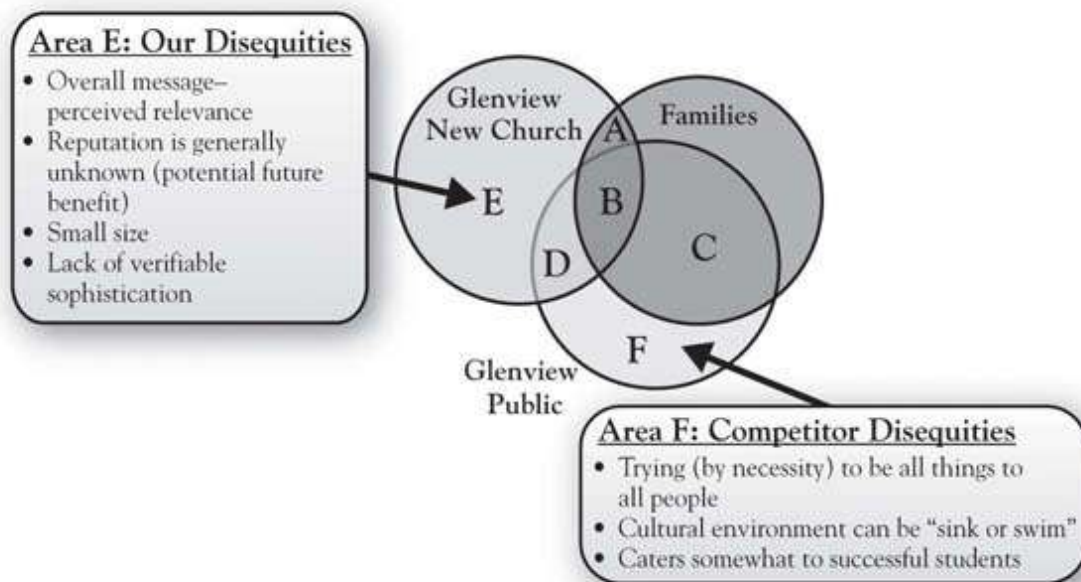 Area E: Our Disequities
• Overall message–
perceived relevance
• Reputation is generally
unknown (potential future
benefit)
• Small size
• Lack of verifiable
sophistication
Glenview
New Church
Families
A
E
B
C
D
F
Glenview
Public
Area F: Competitor Disequities
• Trying (by necessity) to be all things to
all people
• Cultural environment can be “sink or swim”
• Caters somewhat to successful students